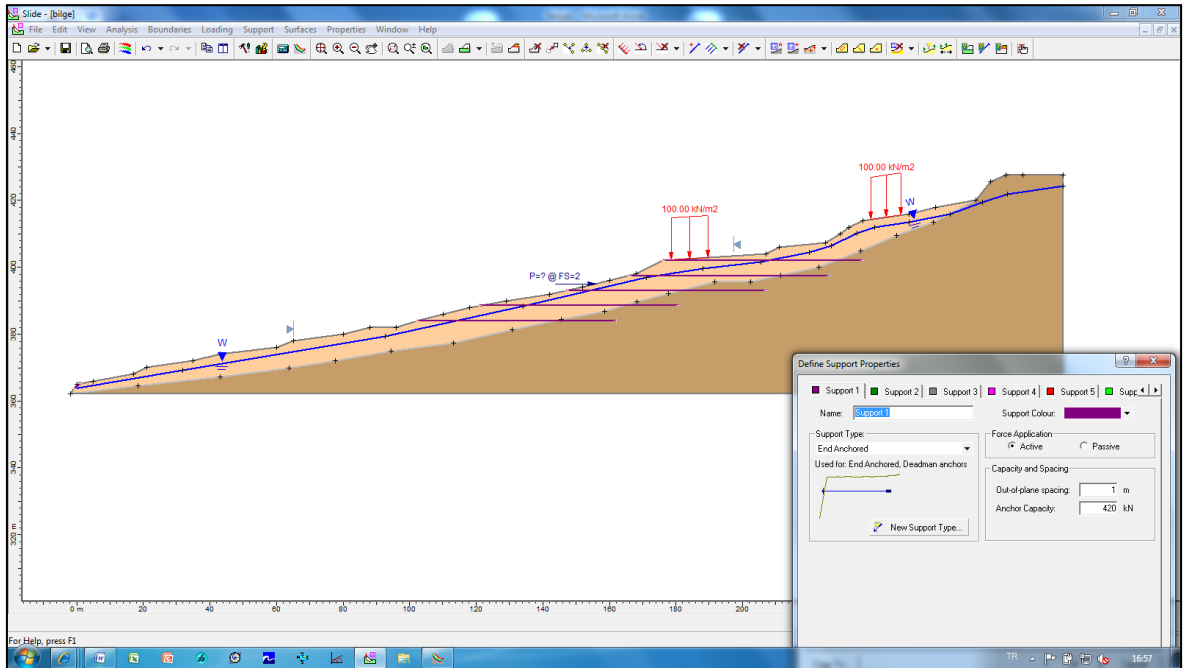 Slide - [bilge]
File Edit View Analysis Boundaries Loading Support Surfaces Properties Window Help
460
440
420
400
380
360
340
320 m
100.00 kN/m2
100.00 kN/m2
W
P=? @ FS=2
W
0 m 20 40 60 80 100 120 140 160 180 200
Define Support Properties
Support 1 Support 2 Support 3 Support 4 Support 5 Supp
Name: Support 1 Support Colour:
Support Type: Force Application
End Anchored Active Passive
Used for: End Anchored, Deadman anchors
Capacity and Spacing
Out-of-plane spacing: 1 m
Anchor Capacity: 420 kN
New Support Type...
For Help, press F1
TR 16:57